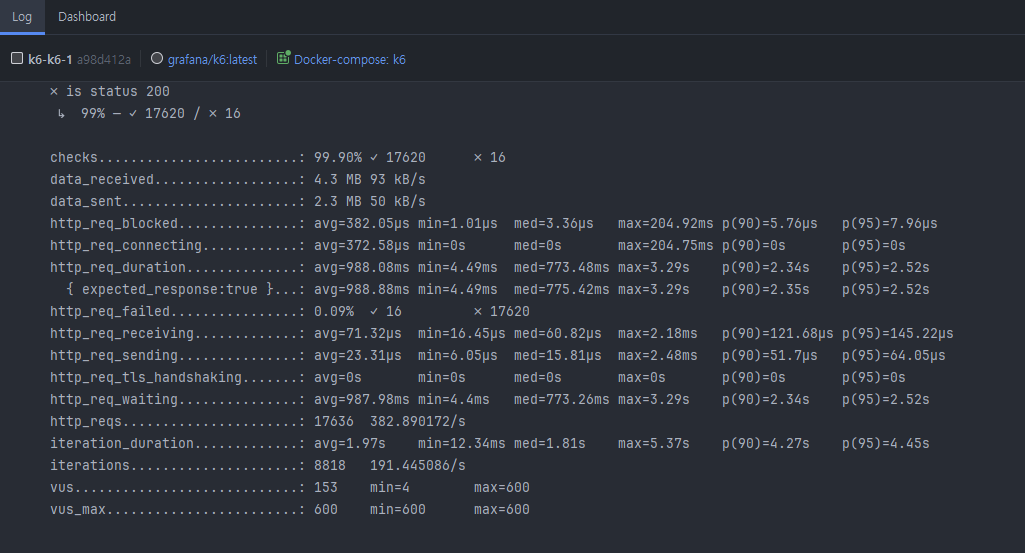 Log Dashboard
k6-k6-1 a98d412a grafana/k6:latest Docker-compose: k6
✗ is status 200
↳ 99% — ✓ 17620 / ✗ 16
checks.........................: 99.90% ✓ 17620 ✗ 16
data_received..................: 4.3 MB 93 kB/s
data_sent......................: 2.3 MB 50 kB/s
http_req_blocked...............: avg=382.05µs min=1.01µs med=3.36µs max=204.92ms p(90)=5.76µs p(95)=7.96µs
http_req_connecting............: avg=372.58µs min=0s med=0s max=204.75ms p(90)=0s p(95)=0s
http_req_duration..............: avg=988.08ms min=4.49ms med=773.48ms max=3.29s p(90)=2.34s p(95)=2.52s
{ expected_response:true }...: avg=988.88ms min=4.49ms med=775.42ms max=3.29s p(90)=2.35s p(95)=2.52s
http_req_failed................: 0.09% ✓ 16 ✗ 17620
http_req_receiving.............: avg=71.32µs min=16.45µs med=60.82µs max=2.18ms p(90)=121.68µs p(95)=145.22µs
http_req_sending...............: avg=23.31µs min=6.05µs med=15.81µs max=2.48ms p(90)=51.7µs p(95)=64.05µs
http_req_tls_handshaking.......: avg=0s min=0s med=0s max=0s p(90)=0s p(95)=0s
http_req_waiting...............: avg=987.98ms min=4.4ms med=773.26ms max=3.29s p(90)=2.34s p(95)=2.52s
http_reqs......................: 17636 382.890172/s
iteration_duration.............: avg=1.97s min=12.34ms med=1.81s max=5.37s p(90)=4.27s p(95)=4.45s
iterations.....................: 8818 191.445086/s
vus............................: 153 min=4 max=600
vus_max........................: 600 min=600 max=600